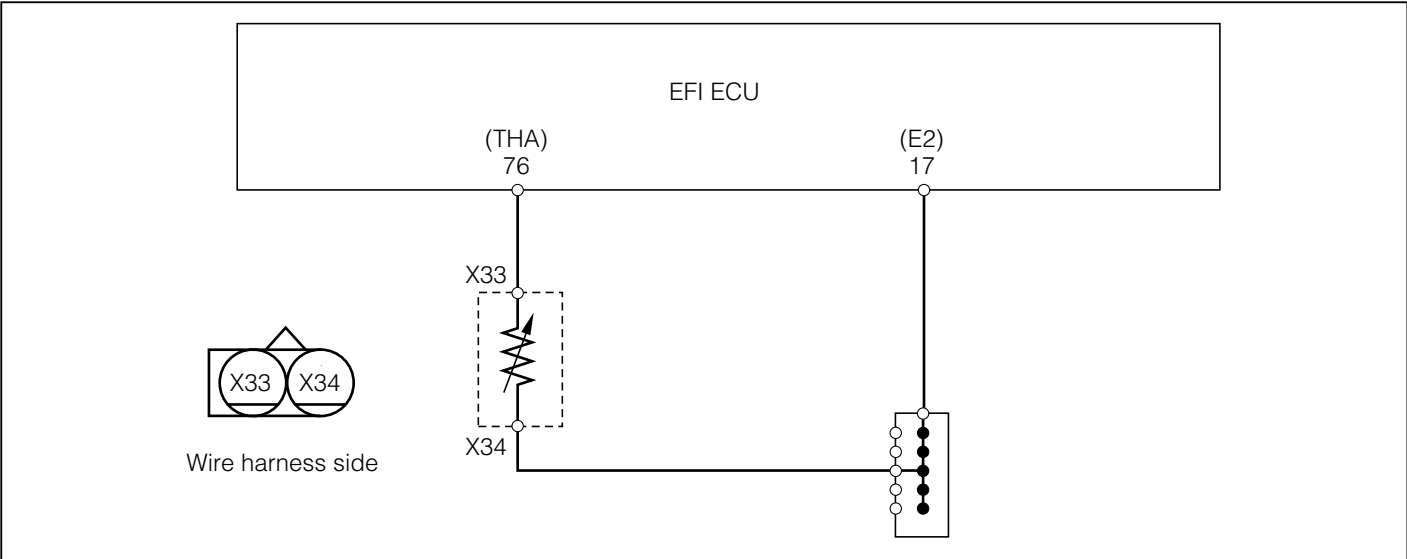 EFI ECU
(THA)
76
(E2)
17
X33
X34
X33 X34
Wire harness side